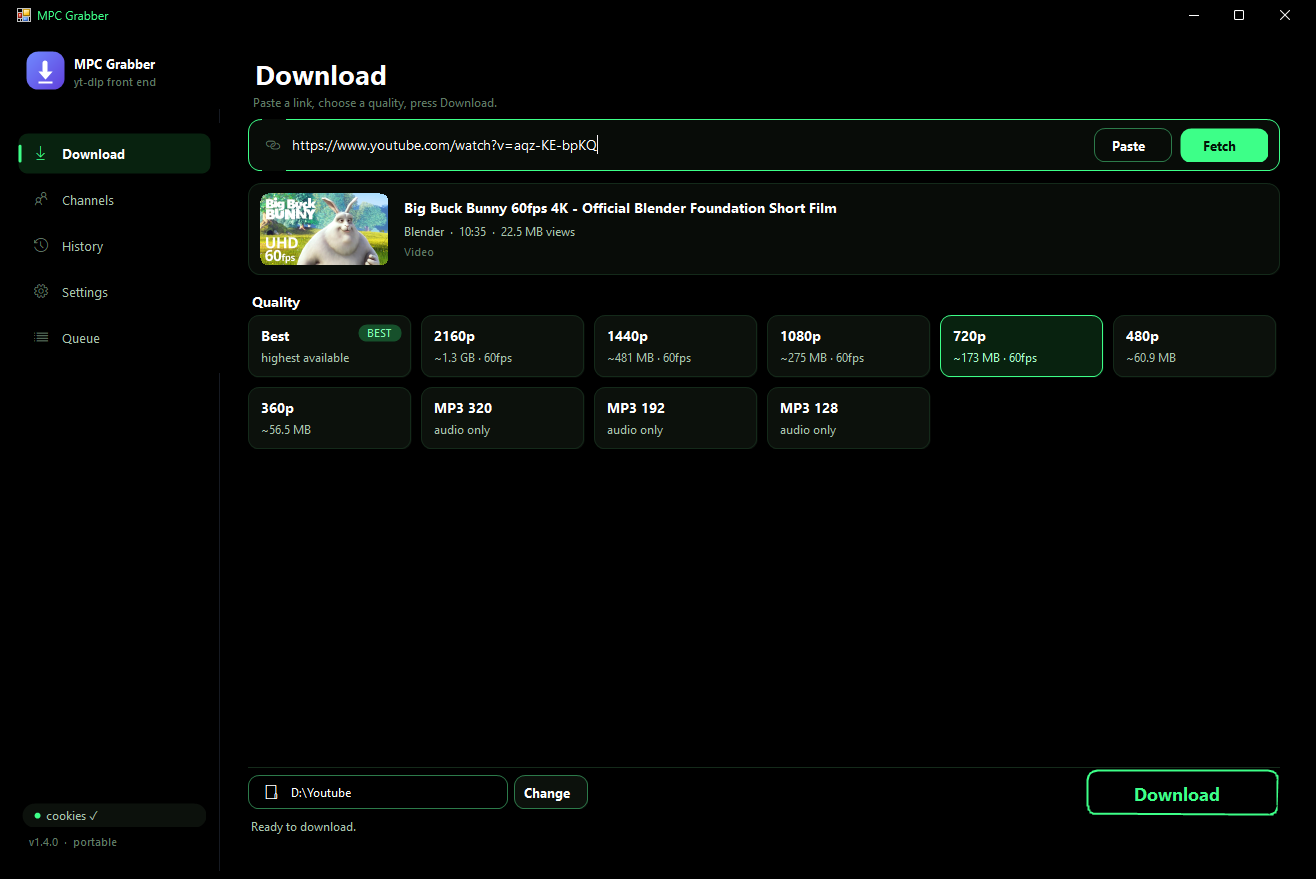 MPC Grabber
MPC Grabber
yt-dlp front end
Download
Channels
History
Settings
Queue
cookies ✓
v1.4.0 · portable
Download
Paste a link, choose a quality, press Download.
https://www.youtube.com/watch?v=aqz-KE-bpKQ
Paste
Fetch
Big Buck
BUNNY
UHD
60fps
Big Buck Bunny 60fps 4K - Official Blender Foundation Short Film
Blender · 10:35 · 22.5 MB views
Video
Quality
Best BEST
highest available
2160p
~1.3 GB · 60fps
1440p
~481 MB · 60fps
1080p
~275 MB · 60fps
720p
~173 MB · 60fps
480p
~60.9 MB
360p
~56.5 MB
MP3 320
audio only
MP3 192
audio only
MP3 128
audio only
D:\Youtube
Change
Download
Ready to download.